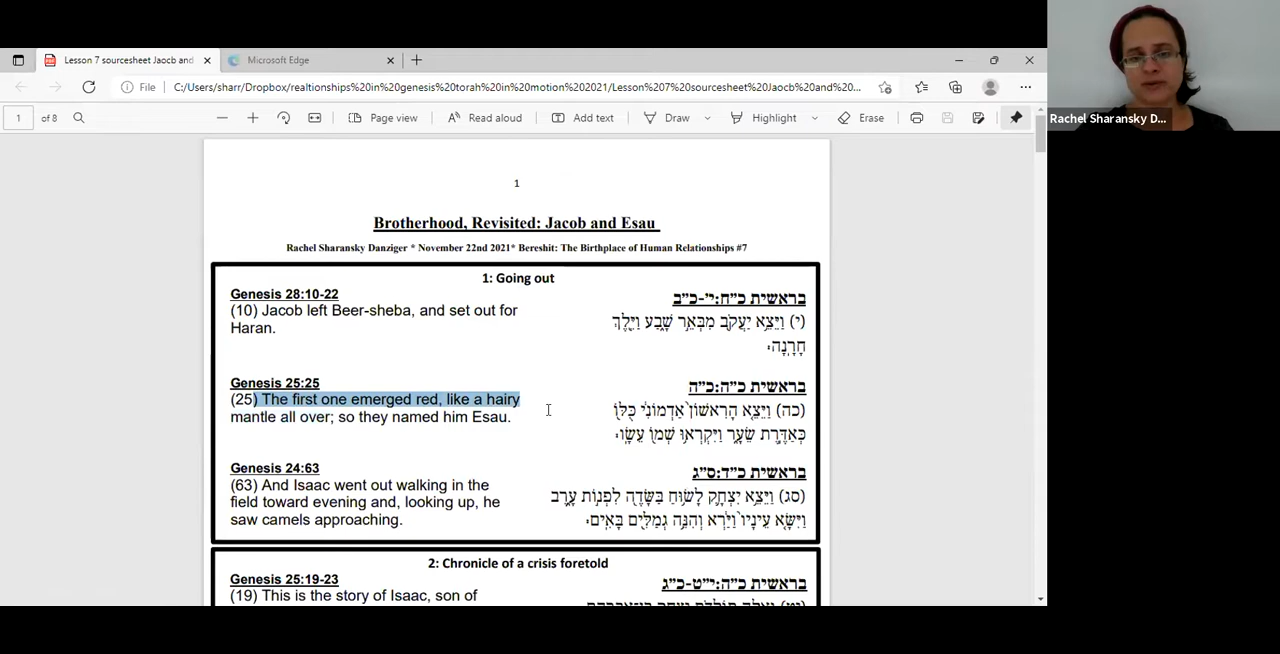 Lesson 7 sourcesheet Jaocb and
Microsoft Edge
File
C:/Users/sharr/Dropbox/realtionships%20in%20genesis%20torah%20in%20motion%202021/Lesson%207%20sourcesheet%20Jaocb%20and%20...
1 of 8
Page view
Read aloud
Add text
Draw
Highlight
Erase
Rachel Sharansky D...
1
Brotherhood, Revisited: Jacob and Esau
Rachel Sharansky Danziger * November 22nd 2021* Bereshit: The Birthplace of Human Relationships #7
1: Going out
Genesis 28:10-22
(10) Jacob left Beer-sheba, and set out for
Haran.
בראשית כ״ח:י׳-כ״ב
(י) וַיֵּצֵ֥א יַעֲקֹ֖ב מִבְּאֵ֣ר שָׁ֑בַע וַיֵּ֖לֶךְ
חָרָֽנָה׃
Genesis 25:25
(25) The first one emerged red, like a hairy
mantle all over; so they named him Esau.
בראשית כ״ה:כ״ה
(כה) וַיֵּצֵ֤א הָרִאשׁוֹן֙ אַדְמוֹנִ֔י כֻּלּ֖וֹ
כְּאַדֶּ֣רֶת שֵׂעָ֑ר וַיִּקְרְא֥וּ שְׁמ֖וֹ עֵשָֽׂו׃
Genesis 24:63
(63) And Isaac went out walking in the
field toward evening and, looking up, he
saw camels approaching.
בראשית כ״ד:ס״ג
(סג) וַיֵּצֵ֥א יִצְחָ֛ק לָשׂ֥וּחַ בַּשָּׂדֶ֖ה לִפְנ֣וֹת עָ֑רֶב
וַיִּשָּׂ֤א עֵינָיו֙ וַיַּ֔רְא וְהִנֵּ֥ה גְמַלִּ֖ים בָּאִֽים׃
2: Chronicle of a crisis foretold
Genesis 25:19-23
(19) This is the story of Isaac, son of
בראשית כ״ה:י״ט-כ״ג